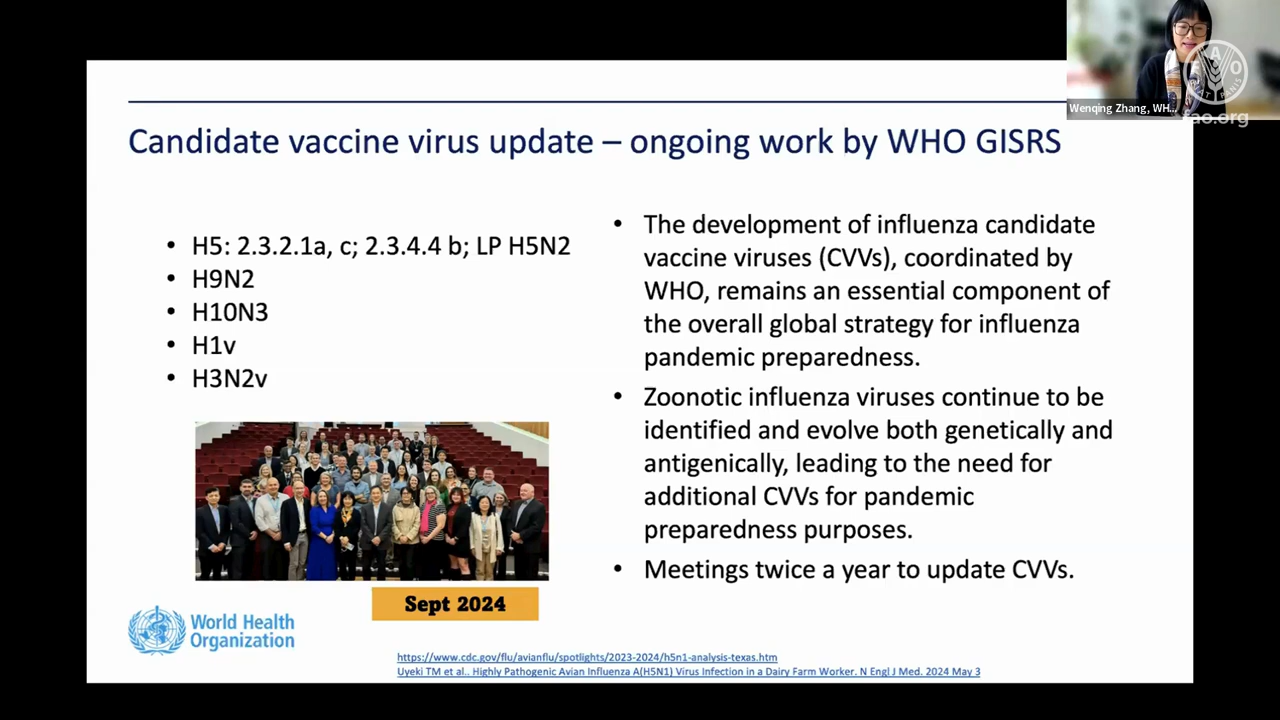 Wenqing Zhang, WH...
FAO
FIAT PANIS
fao.org
Candidate vaccine virus update – ongoing work by WHO GISRS
• H5: 2.3.2.1a, c; 2.3.4.4 b; LP H5N2
• H9N2
• H10N3
• H1v
• H3N2v
• The development of influenza candidate
vaccine viruses (CVVs), coordinated by
WHO, remains an essential component of
the overall global strategy for influenza
pandemic preparedness.
• Zoonotic influenza viruses continue to be
identified and evolve both genetically and
antigenically, leading to the need for
additional CVVs for pandemic
preparedness purposes.
• Meetings twice a year to update CVVs.
Sept 2024
World Health
Organization
https://www.cdc.gov/flu/avianflu/spotlights/2023-2024/h5n1-analysis-texas.htm
Uyeki TM et al.. Highly Pathogenic Avian Influenza A(H5N1) Virus Infection in a Dairy Farm Worker. N Engl J Med. 2024 May 3